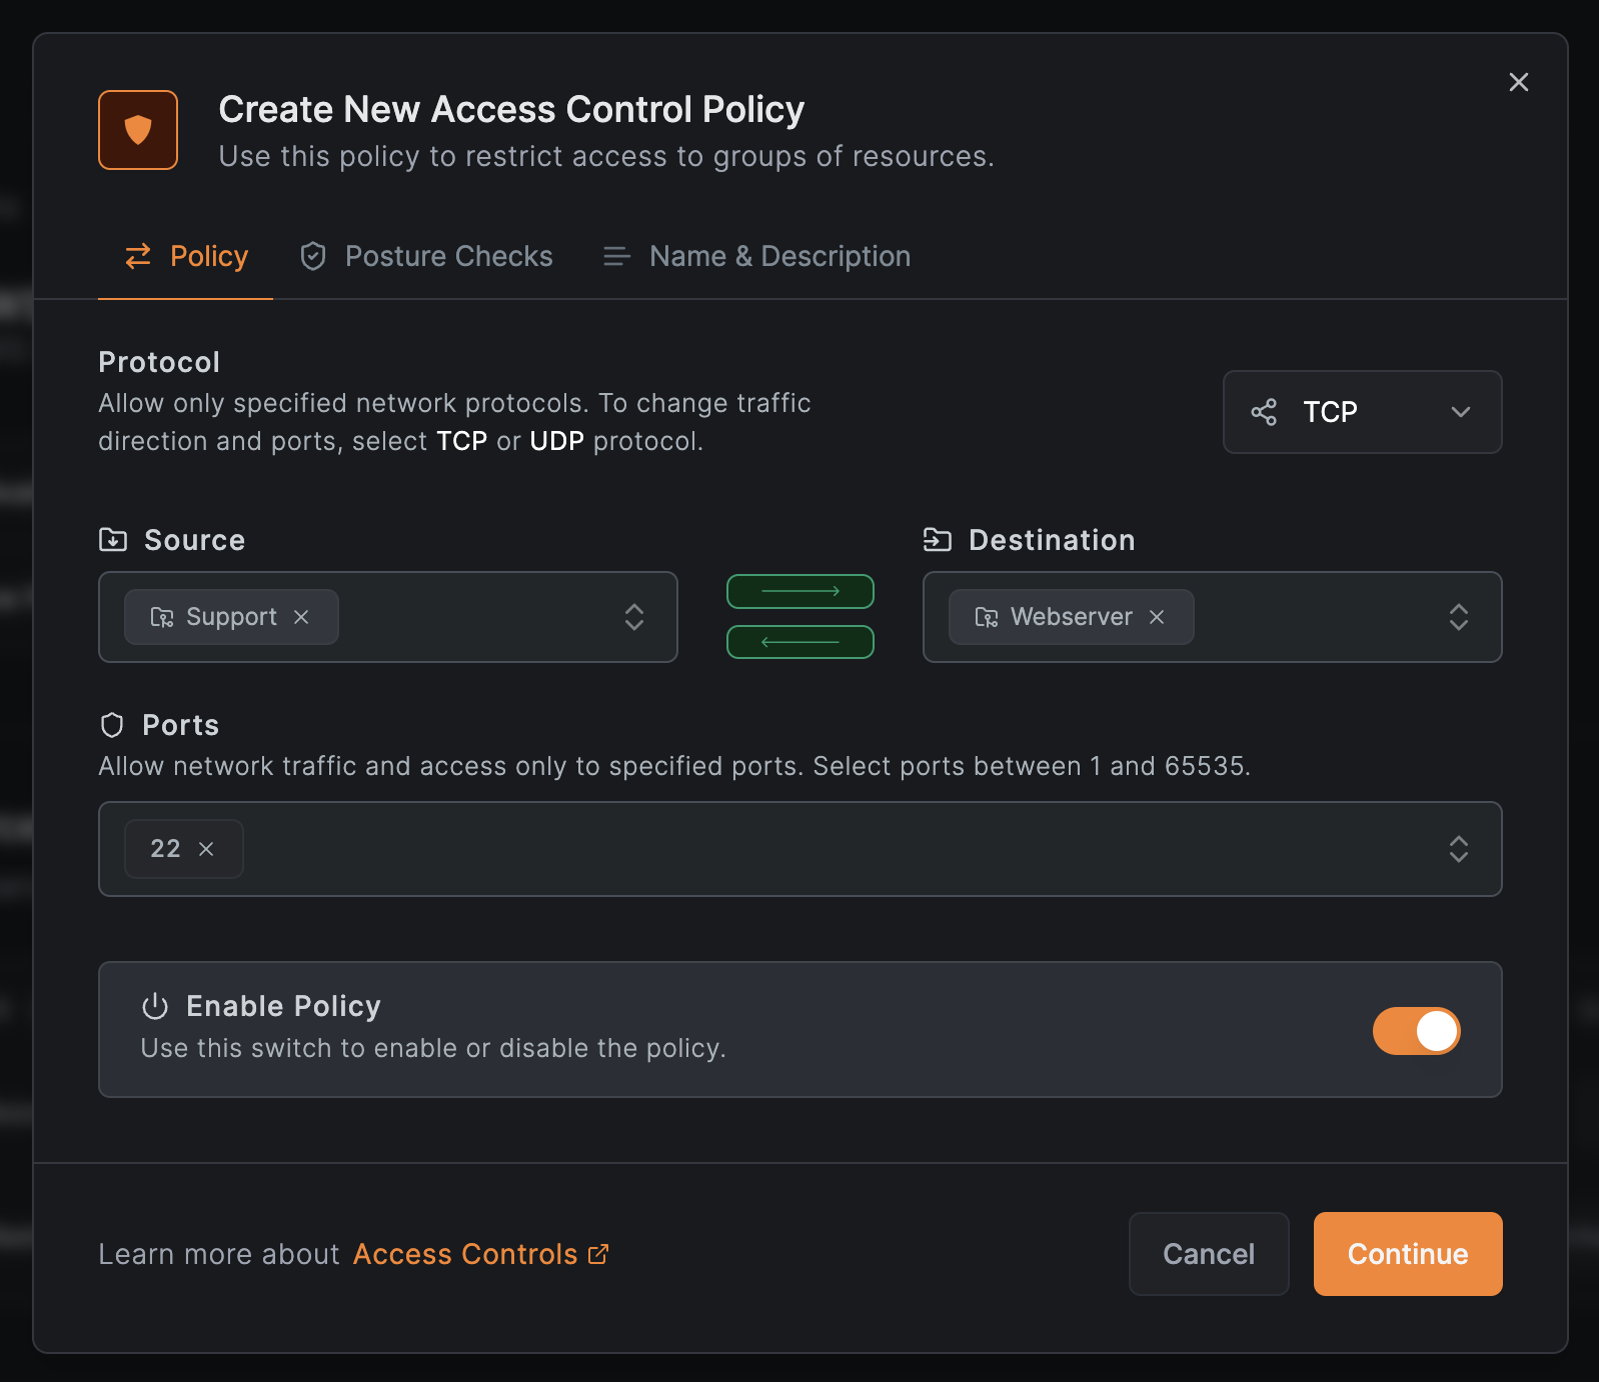 Create New Access Control Policy
Use this policy to restrict access to groups of resources.
Policy
Posture Checks
Name & Description
Protocol
Allow only specified network protocols. To change traffic
direction and ports, select TCP or UDP protocol.
TCP
Source
Destination
Support
Webserver
Ports
Allow network traffic and access only to specified ports. Select ports between 1 and 65535.
22
Enable Policy
Use this switch to enable or disable the policy.
Learn more about Access Controls
Cancel
Continue